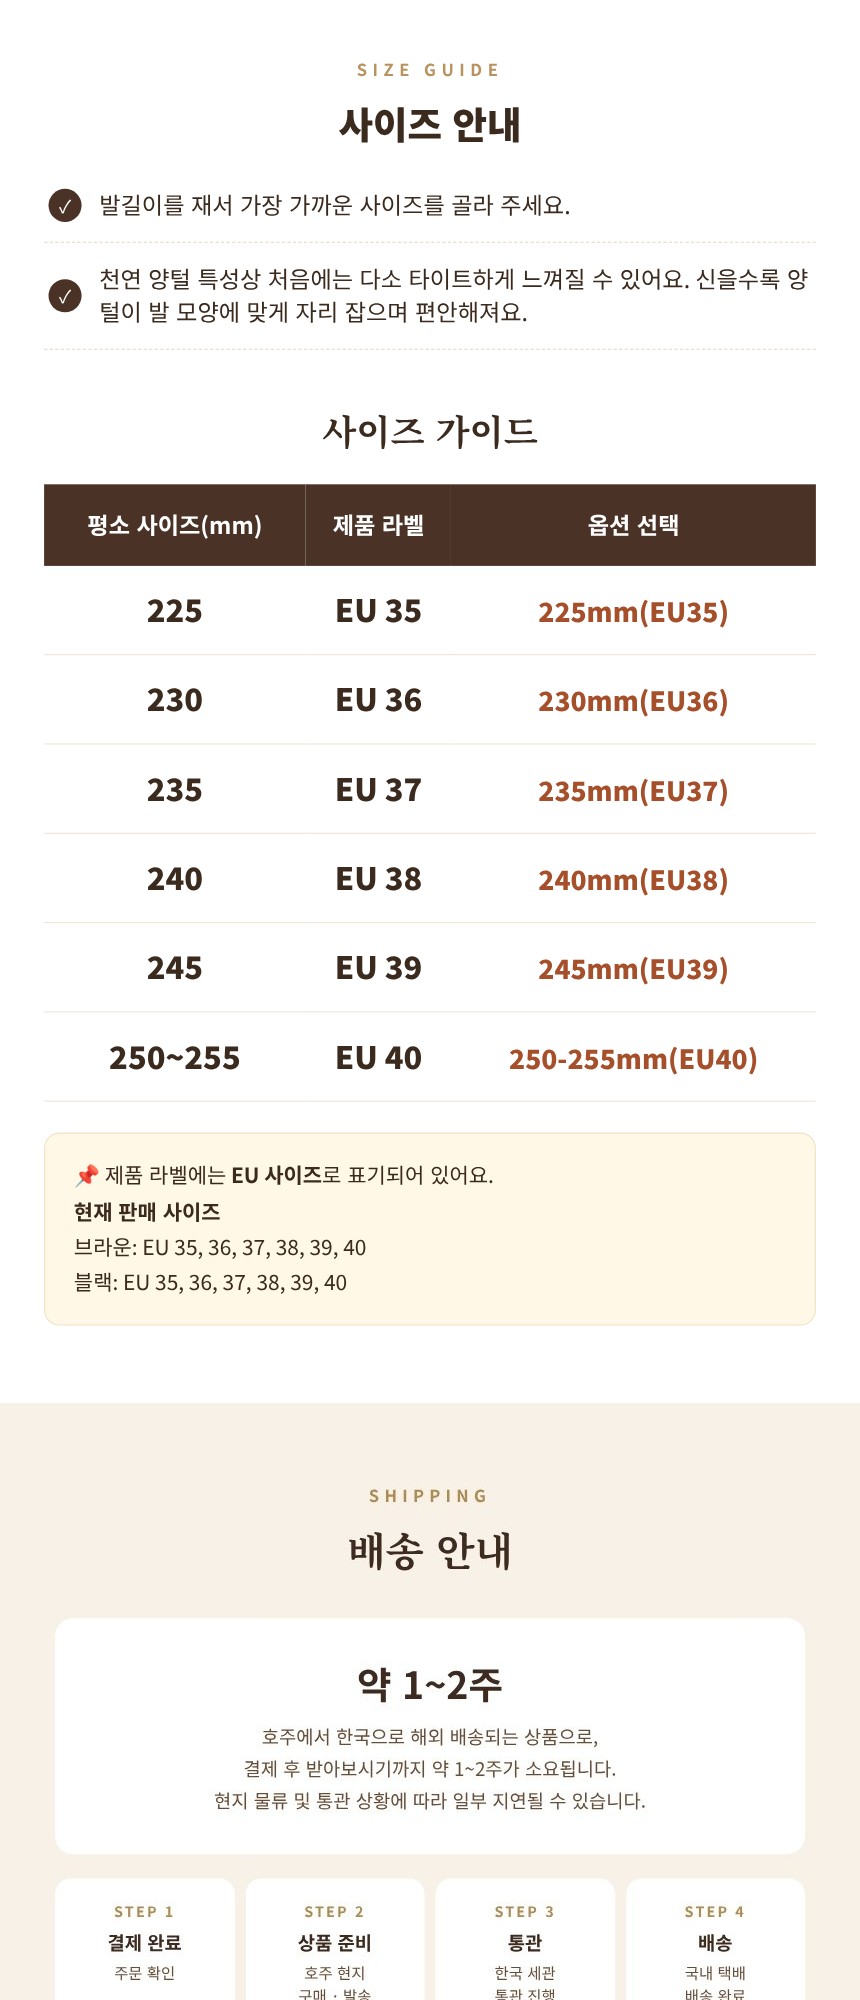 SIZE GUIDE
사이즈 안내
✓ 발길이를 재서 가장 가까운 사이즈를 골라 주세요.
✓ 천연 양털 특성상 처음에는 다소 타이트하게 느껴질 수 있어요. 신을수록 양
털이 발 모양에 맞게 자리 잡으며 편안해져요.
사이즈 가이드
평소 사이즈(mm) 제품 라벨 옵션 선택
225 EU 35 225mm(EU35)
230 EU 36 230mm(EU36)
235 EU 37 235mm(EU37)
240 EU 38 240mm(EU38)
245 EU 39 245mm(EU39)
250~255 EU 40 250-255mm(EU40)
📌 제품 라벨에는 EU 사이즈로 표기되어 있어요.
현재 판매 사이즈
브라운: EU 35, 36, 37, 38, 39, 40
블랙: EU 35, 36, 37, 38, 39, 40
SHIPPING
배송 안내
약 1~2주
호주에서 한국으로 해외 배송되는 상품으로,
결제 후 받아보시기까지 약 1~2주가 소요됩니다.
현지 물류 및 통관 상황에 따라 일부 지연될 수 있습니다.
STEP 1
결제 완료
주문 확인
STEP 2
상품 준비
호주 현지
구매 · 발송
STEP 3
통관
한국 세관
통관 진행
STEP 4
배송
국내 택배
배송 완료